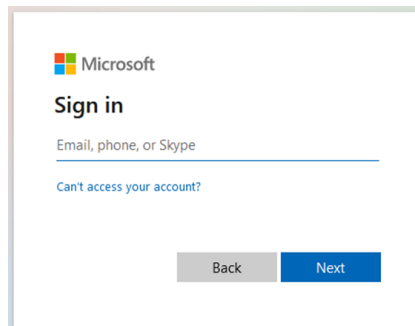 Microsoft
Sign in
Email, phone, or Skype
Can't access your account?
Back
Next